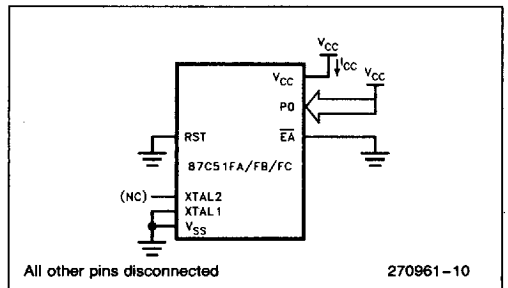 VCC
ICC
VCC
VCC
P0
RST
EA
87C51FA/FB/FC
(NC)
XTAL2
XTAL1
VSS
All other pins disconnected
270961-10